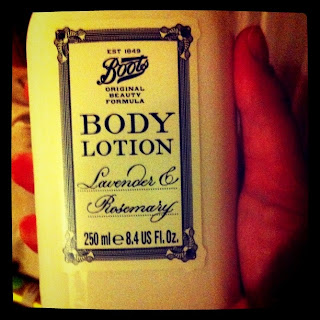 EST 1849
Boots
ORIGINAL
BEAUTY
FORMULA
BODY
LOTION
Lavender &
Rosemary
250 ml e 8.4 US Fl. Oz.